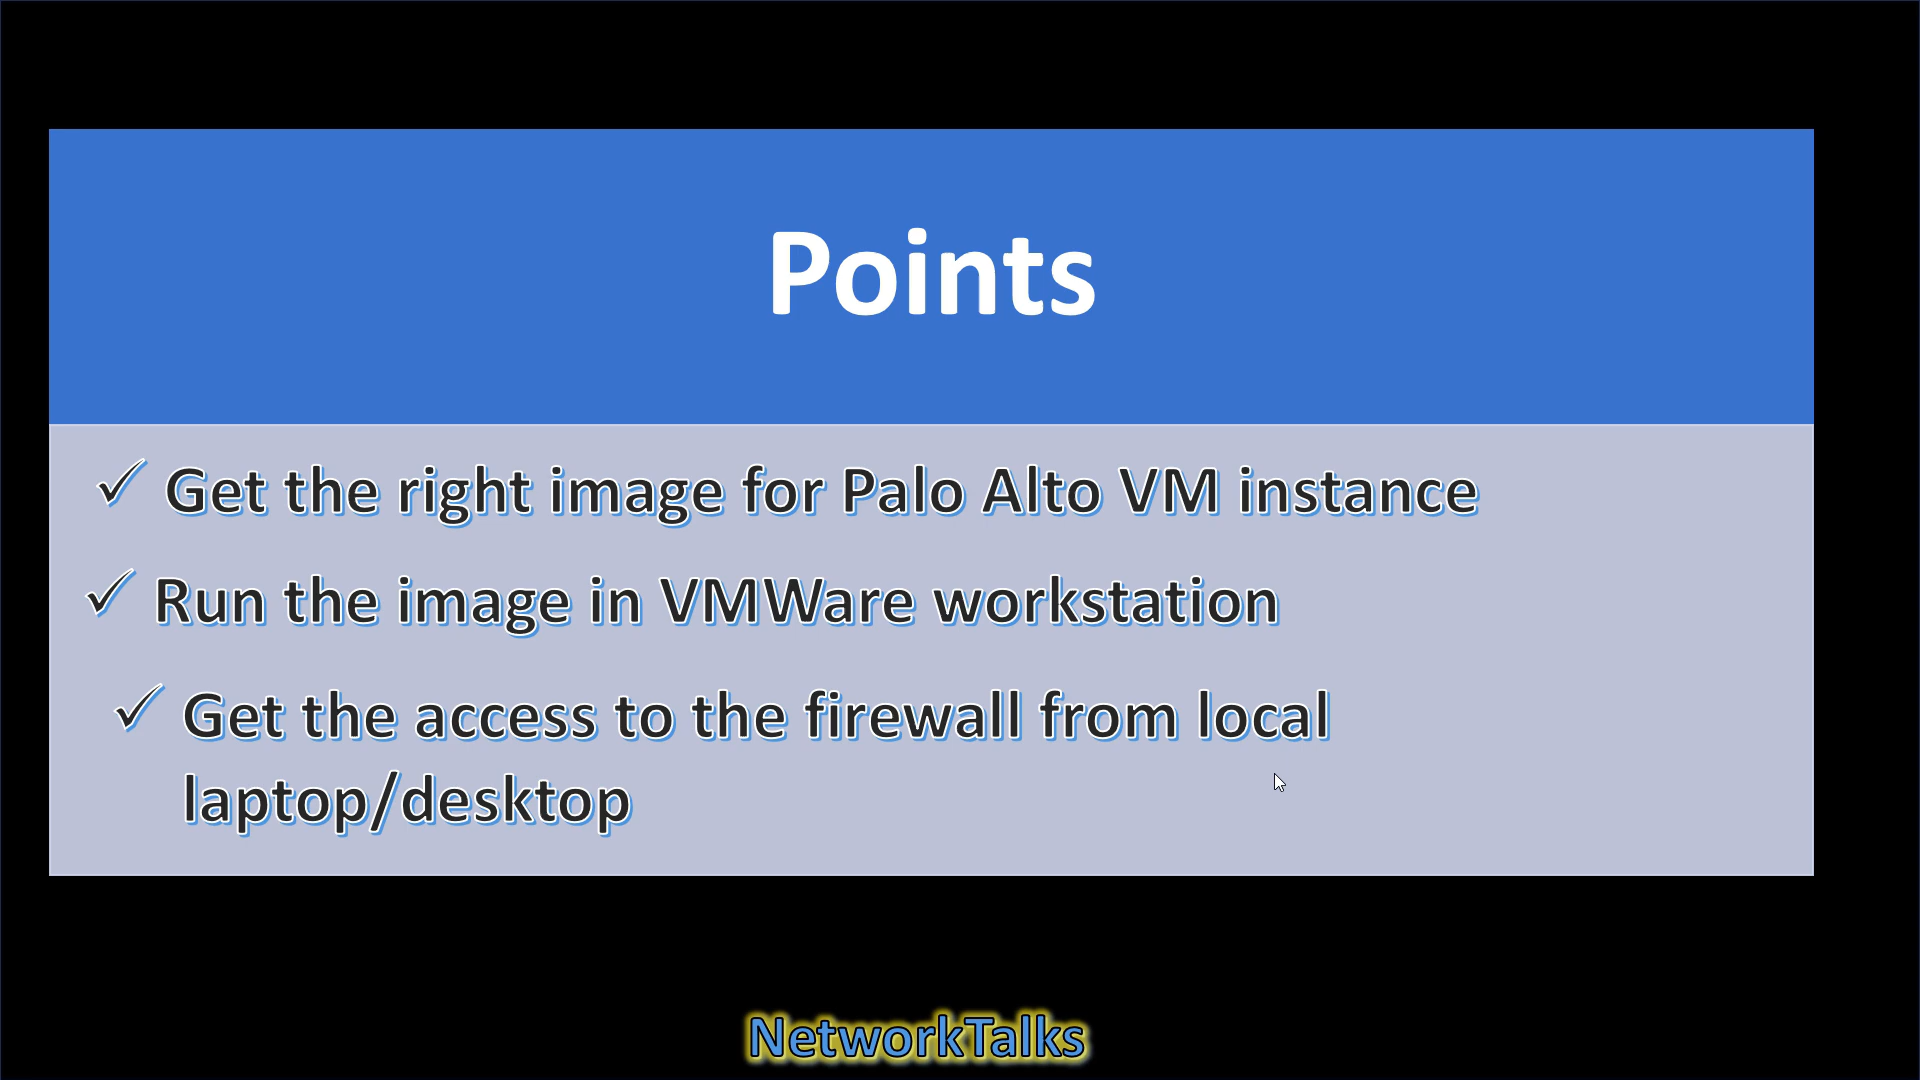 Points
✓ Get the right image for Palo Alto VM instance
✓ Run the image in VMWare workstation
✓ Get the access to the firewall from local
laptop/desktop
NetworkTalks